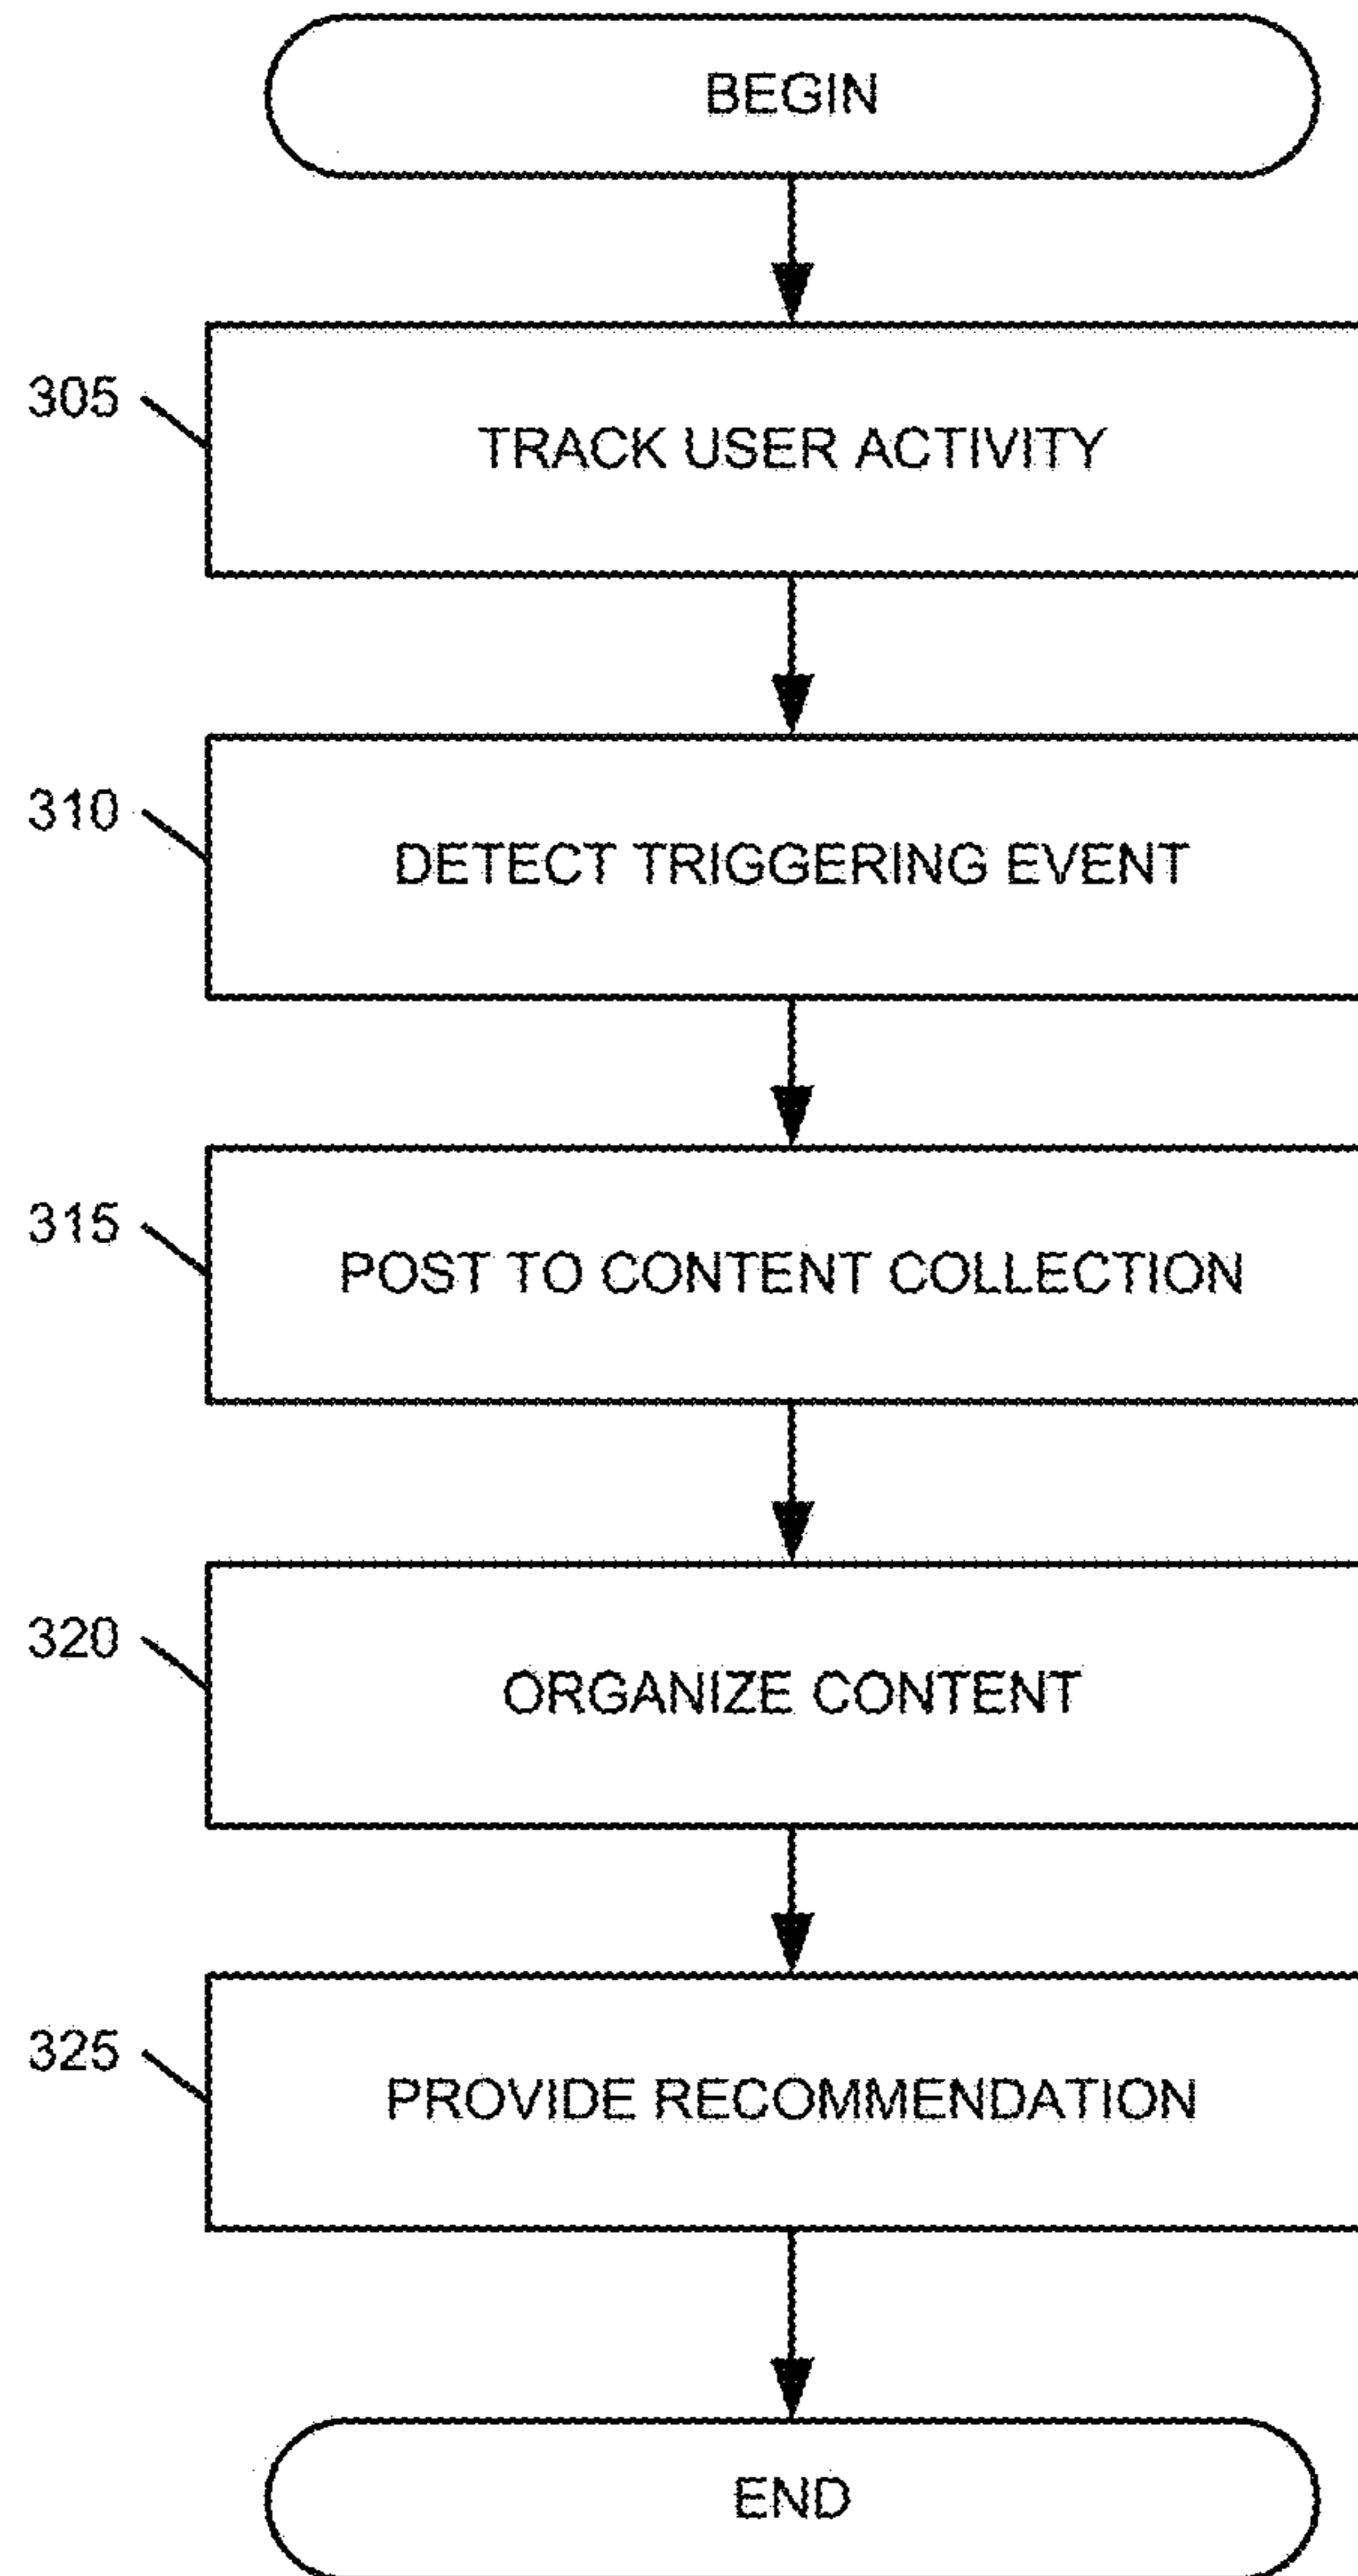 BEGIN
305
TRACK USER ACTIVITY
310
DETECT TRIGGERING EVENT
315
POST TO CONTENT COLLECTION
320
ORGANIZE CONTENT
325
PROVIDE RECOMMENDATION
END